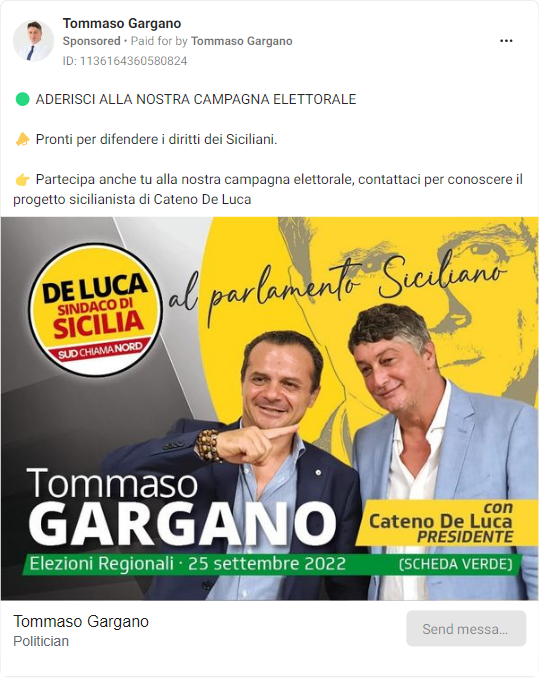 Tommaso Gargano
Sponsored • Paid for by Tommaso Gargano
ID: 1136164360580824
ADERISCI ALLA NOSTRA CAMPAGNA ELETTORALE
Pronti per difendere i diritti dei Siciliani.
Partecipa anche tu alla nostra campagna elettorale, contattaci per conoscere il
progetto sicilianista di Cateno De Luca
DE LUCA
SINDACO DI
SICILIA
SUD CHIAMA NORD
al parlamento Siciliano
Tommaso
GARGANO
con
Cateno De Luca
PRESIDENTE
Elezioni Regionali · 25 settembre 2022
(SCHEDA VERDE)
Tommaso Gargano
Politician
Send messa...